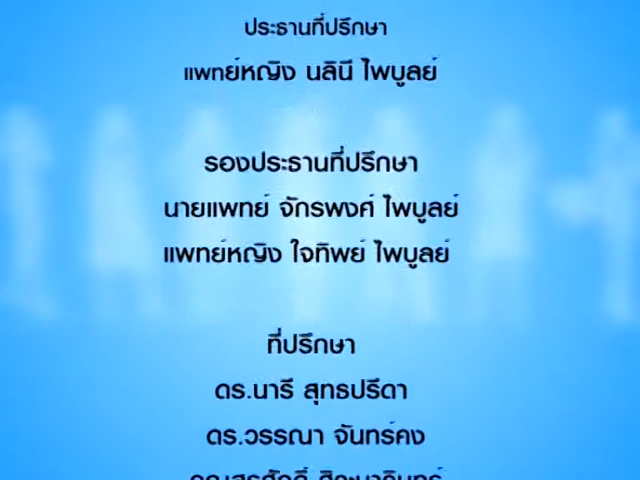 ประธานที่ปรึกษา
แพทย์หญิง นลินี ไพบูลย์
รองประธานที่ปรึกษา
นายแพทย์ จักรพงศ์ ไพบูลย์
แพทย์หญิง ใจทิพย์ ไพบูลย์
ที่ปรึกษา
ดร.นารี สุทธปรีดา
ดร.วรรณา จันทร์คง